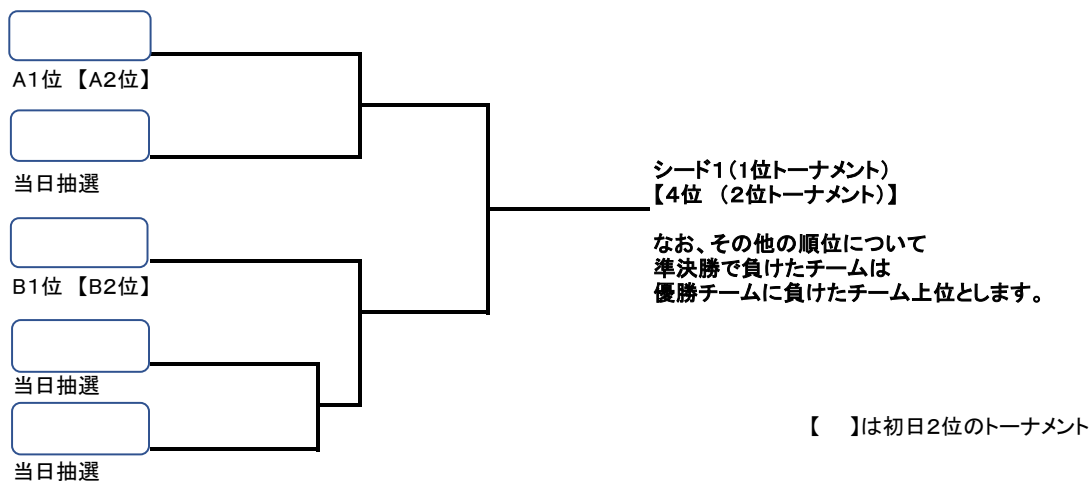 A1位 【A2位】
当日抽選
B1位 【B2位】
当日抽選
当日抽選
シード1(1位トーナメント)
【4位 (2位トーナメント)】
なお、その他の順位について
準決勝で負けたチームは
優勝チームに負けたチーム上位とします。
【　】は初日2位のトーナメント